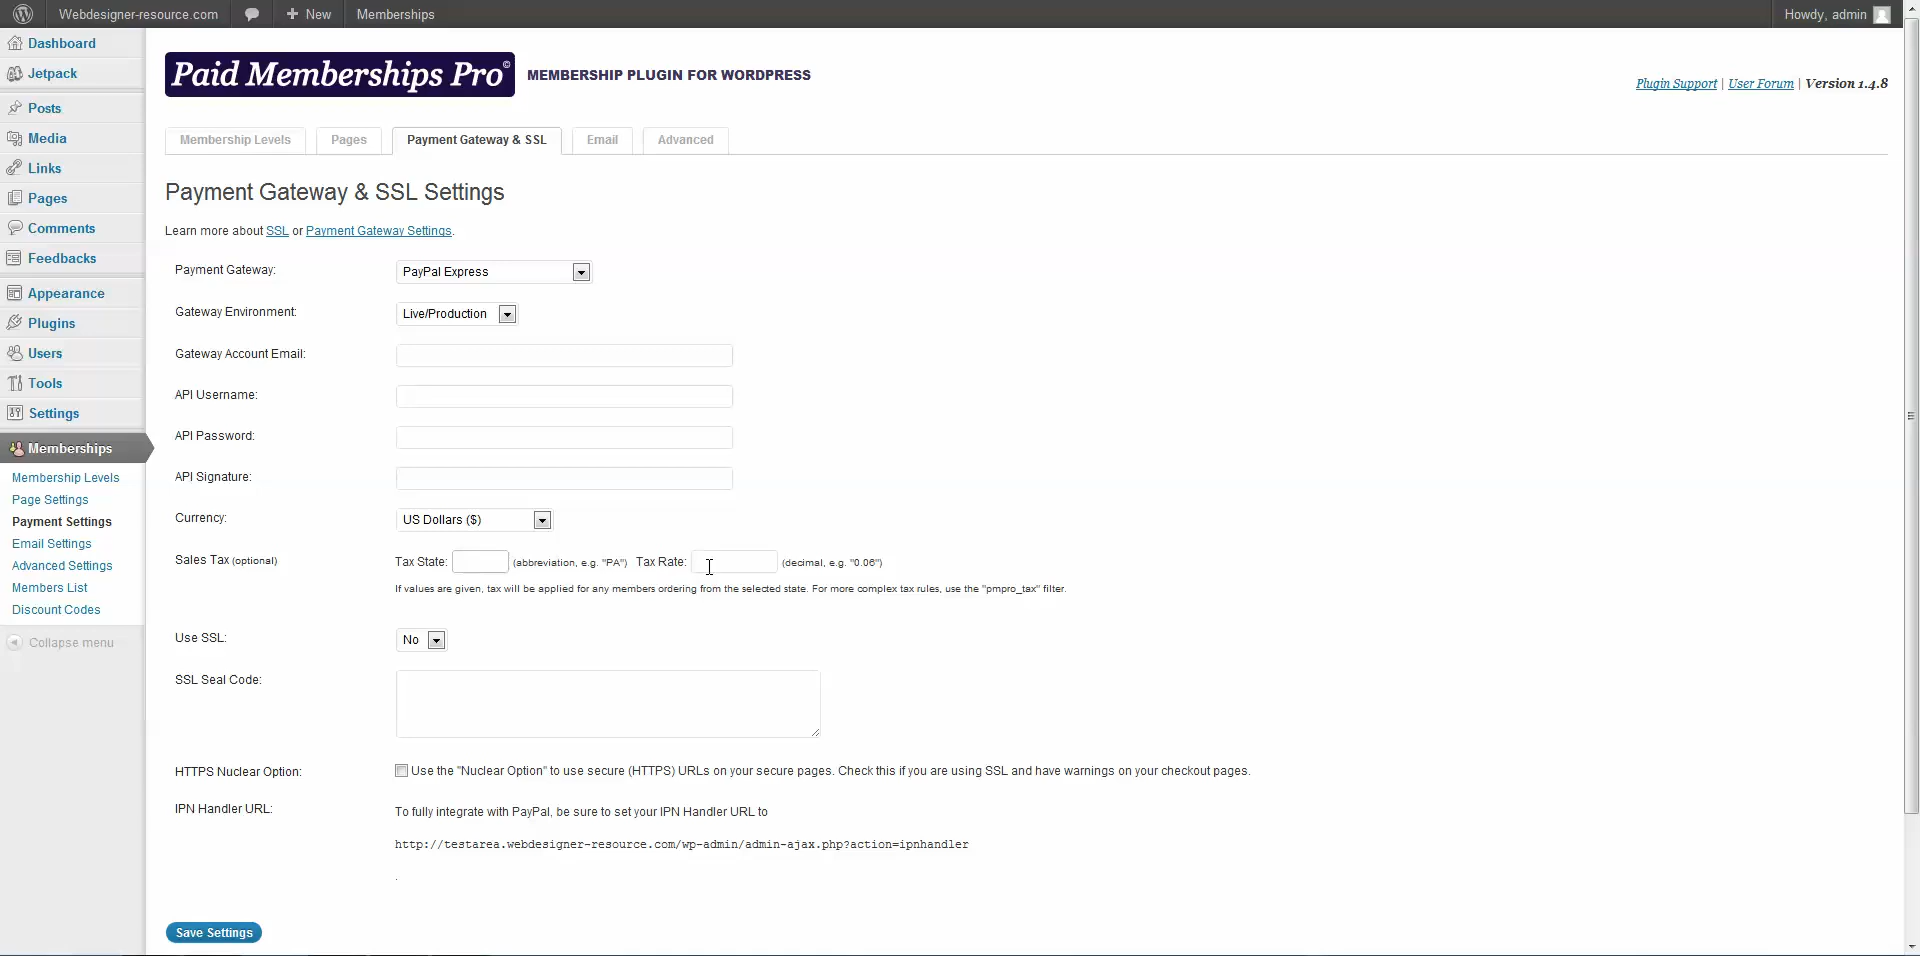 Webdesigner-resource.com + New Memberships Howdy, admin
Dashboard
Jetpack
Posts
Media
Links
Pages
Comments
Feedbacks
Appearance
Plugins
Users
Tools
Settings
Memberships
Membership Levels
Page Settings
Payment Settings
Email Settings
Advanced Settings
Members List
Discount Codes
Collapse menu
Paid Memberships Pro© MEMBERSHIP PLUGIN FOR WORDPRESS
Plugin Support | User Forum | Version 1.4.8
Membership Levels Pages Payment Gateway & SSL Email Advanced
Payment Gateway & SSL Settings
Learn more about SSL or Payment Gateway Settings.
Payment Gateway: PayPal Express
Gateway Environment: Live/Production
Gateway Account Email:
API Username:
API Password:
API Signature:
Currency: US Dollars ($)
Sales Tax (optional) Tax State: (abbreviation, e.g. "PA") Tax Rate: (decimal, e.g. "0.06")
If values are given, tax will be applied for any members ordering from the selected state. For more complex tax rules, use the "pmpro_tax" filter.
Use SSL: No
SSL Seal Code:
HTTPS Nuclear Option: Use the "Nuclear Option" to use secure (HTTPS) URLs on your secure pages. Check this if you are using SSL and have warnings on your checkout pages.
IPN Handler URL: To fully integrate with PayPal, be sure to set your IPN Handler URL to
http://testarea.webdesigner-resource.com/wp-admin/admin-ajax.php?action=ipnhandler
.
Save Settings